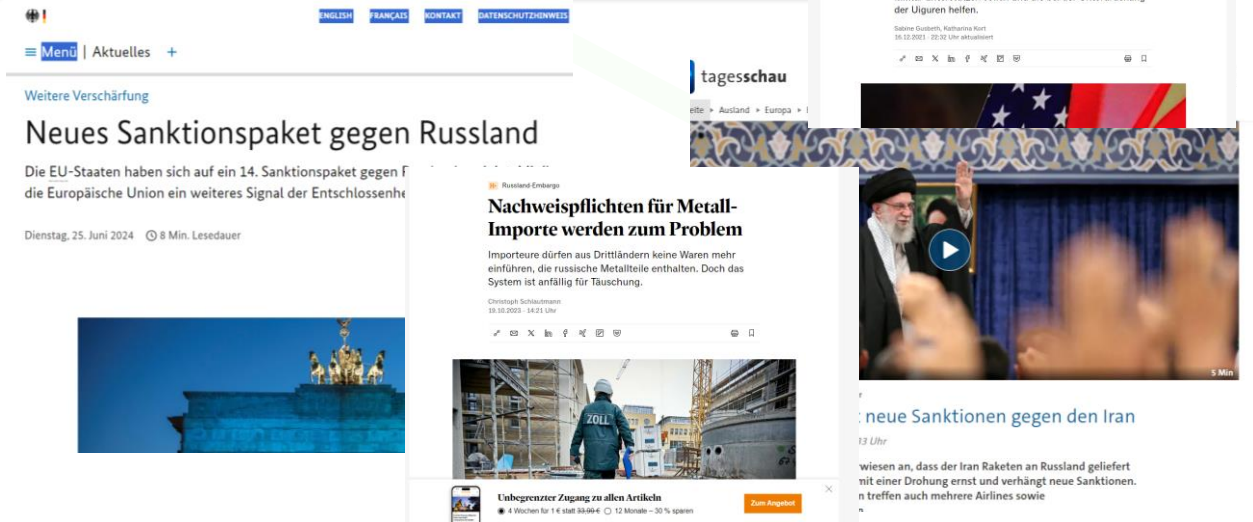 ENGLISH FRANÇAIS KONTAKT DATENSCHUTZHINWEIS
Menü | Aktuelles +
Weitere Verschärfung
Neues Sanktionspaket gegen Russland
Die EU-Staaten haben sich auf ein 14. Sanktionspaket gegen
die Europäische Union ein weiteres Signal der
Dienstag, 25. Juni 2024 8 Min. Lesedauer
Russland-Embargo
Nachweispflichten für Metall-
Importe werden zum Problem
Importeure dürfen aus Drittländern keine Waren mehr
einführen, die russische Metallteile enthalten. Doch das
System ist anfällig für Täuschung.
Christoph Schlautmann
19.10.2023 - 14:21 Uhr
ZOLL
Unbegrenzter Zugang zu allen Artikeln
4 Wochen für 1 € statt 33,99 € 12 Monate – 30 % sparen
Zum Angebot
tagesschau
Ausland Europa
der Uiguren helfen.
Sabine Gusbeth, Katharina Kort
16.12.2021 - 22:32 Uhr aktualisiert
5 Min
neue Sanktionen gegen den Iran
Uhr
wiesen an, dass der Iran Raketen an Russland geliefert
mit einer Drohung ernst und verhängt neue Sanktionen.
treffen auch mehrere Airlines sowie